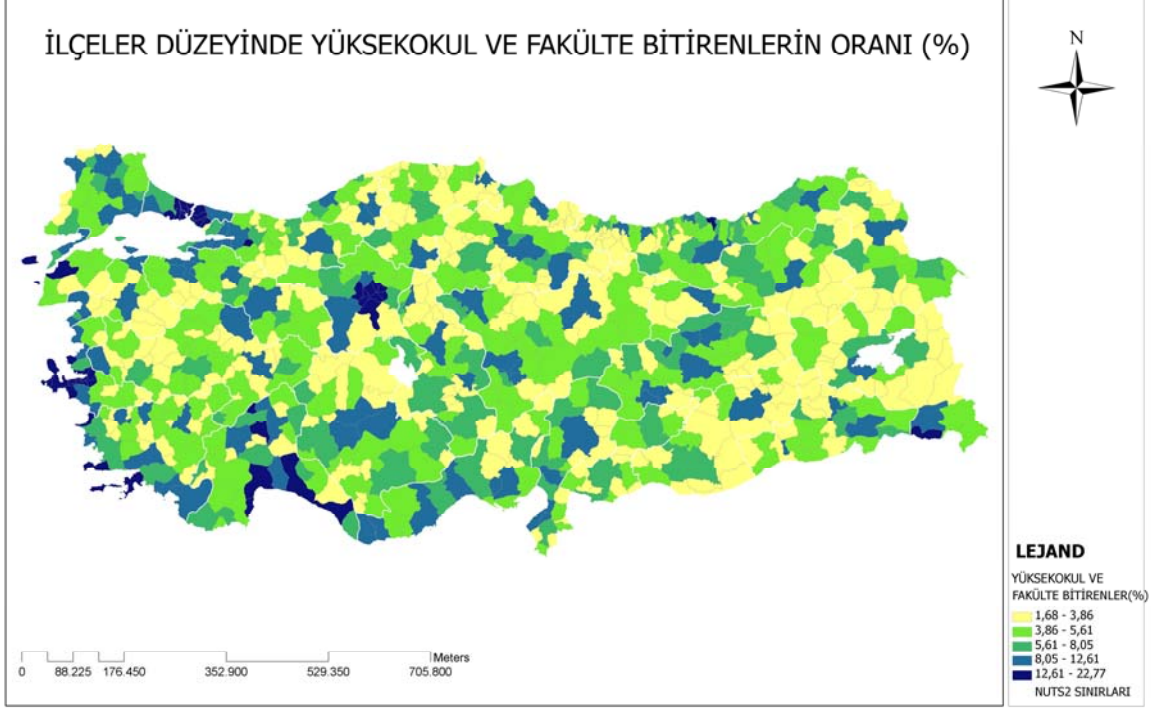 İLÇELER DÜZEYİNDE YÜKSEKOKUL VE FAKÜLTE BİTİRENLERİN ORANI (%)
N
LEJAND
YÜKSEKOKUL VE
FAKÜLTE BİTİRENLER(%)
1,68 - 3,86
3,86 - 5,61
5,61 - 8,05
8,05 - 12,61
12,61 - 22,77
NUTS2 SINIRLARI
Meters
0 88.225 176.450 352.900 529.350 705.800